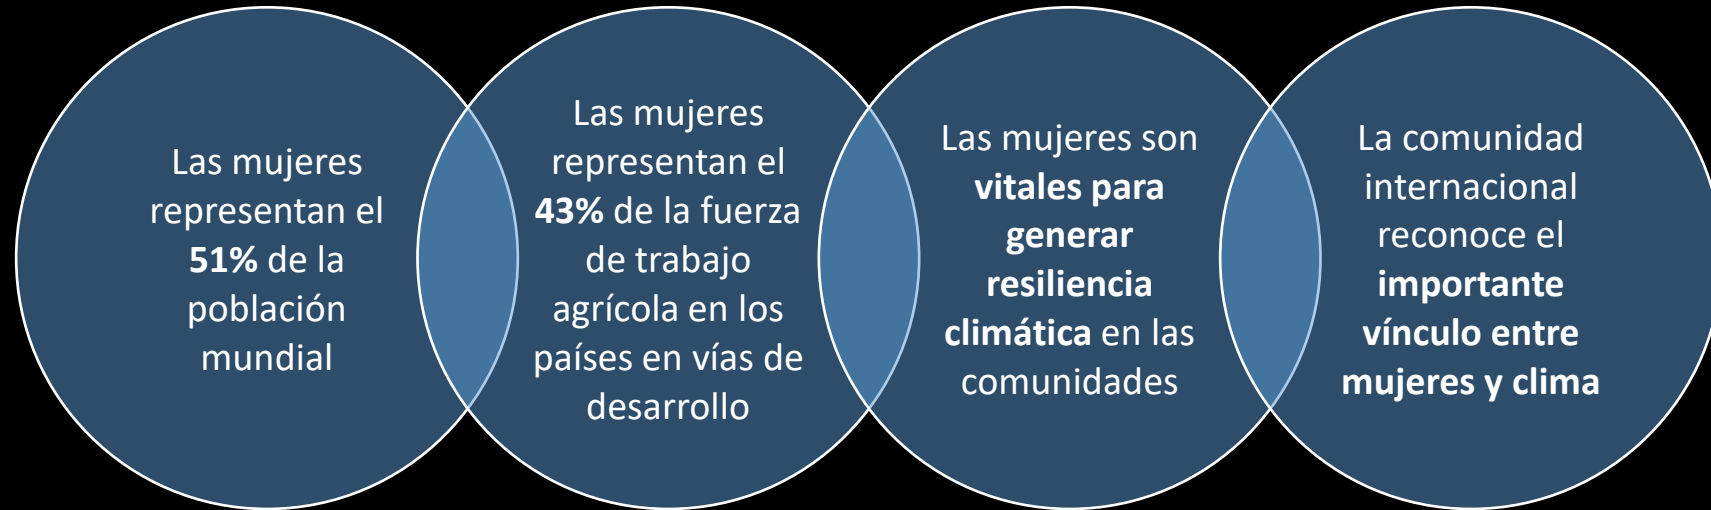 Las mujeres
representan el
51% de la
población
mundial
Las mujeres
representan el
43% de la fuerza
de trabajo
agrícola en los
países en vías de
desarrollo
Las mujeres son
vitales para
generar
resiliencia
climática en las
comunidades
La comunidad
internacional
reconoce el
importante
vínculo entre
mujeres y clima